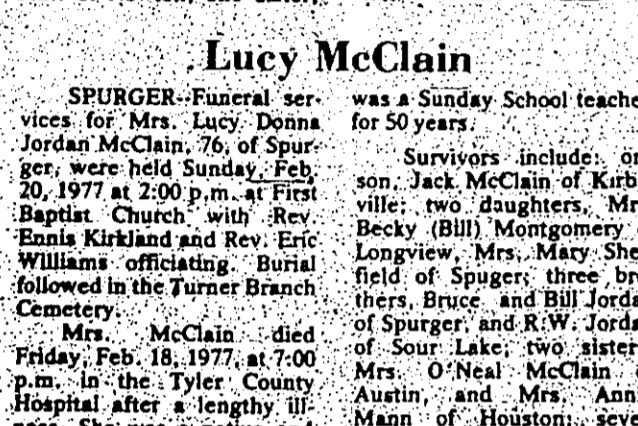 Lucy McClain
SPURGER--Funeral ser-
vices for Mrs. Lucy Donna
Jordan McClain, 76, of Spur-
ger, were held Sunday, Feb.
20, 1977 at 2:00 p.m. at First
Baptist Church with Rev.
Ennis Kirkland and Rev. Eric
Williams officiating. Burial
followed in the Turner Branch
Cemetery.
Mrs. McClain died
Friday, Feb. 18, 1977, at 7:00
p.m. in the Tyler County
Hospital after a lengthy ill-
was a Sunday School teache
for 50 years.
Survivors include: on
son, Jack McClain of Kirb
ville; two daughters, Mr
Becky (Bill) Montgomery
Longview, Mrs. Mary She
field of Spuger; three br
thers, Bruce and Bill Jorda
of Spurger, and R.W. Jorda
of Sour Lake; two sister
Mrs. O'Neal McClain
Austin, and Mrs. Ann
Mann of Houston; seve